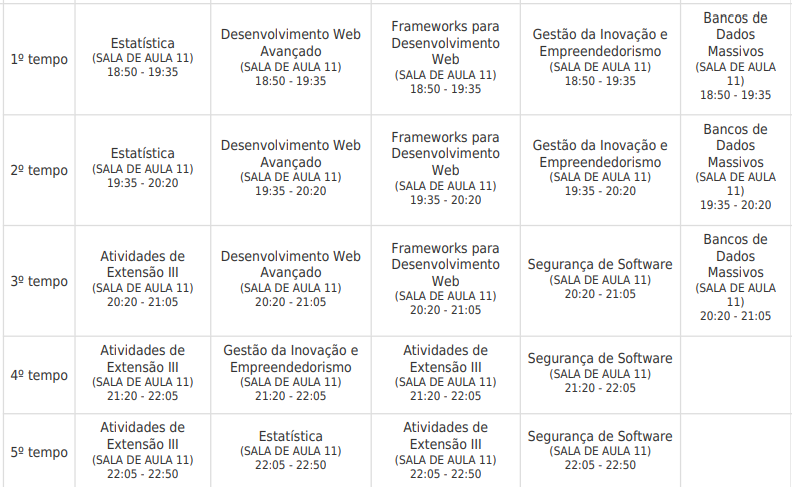 1º tempo
Estatística
(SALA DE AULA 11)
18:50 - 19:35
Desenvolvimento Web
Avançado
(SALA DE AULA 11)
18:50 - 19:35
Frameworks para
Desenvolvimento
Web
(SALA DE AULA 11)
18:50 - 19:35
Gestão da Inovação e
Empreendedorismo
(SALA DE AULA 11)
18:50 - 19:35
Bancos de
Dados
Massivos
(SALA DE AULA
11)
18:50 - 19:35
2º tempo
Estatística
(SALA DE AULA 11)
19:35 - 20:20
Desenvolvimento Web
Avançado
(SALA DE AULA 11)
19:35 - 20:20
Frameworks para
Desenvolvimento
Web
(SALA DE AULA 11)
19:35 - 20:20
Gestão da Inovação e
Empreendedorismo
(SALA DE AULA 11)
19:35 - 20:20
Bancos de
Dados
Massivos
(SALA DE AULA
11)
19:35 - 20:20
3º tempo
Atividades de
Extensão III
(SALA DE AULA 11)
20:20 - 21:05
Desenvolvimento Web
Avançado
(SALA DE AULA 11)
20:20 - 21:05
Frameworks para
Desenvolvimento
Web
(SALA DE AULA 11)
20:20 - 21:05
Segurança de Software
(SALA DE AULA 11)
20:20 - 21:05
Bancos de
Dados
Massivos
(SALA DE AULA
11)
20:20 - 21:05
4º tempo
Atividades de
Extensão III
(SALA DE AULA 11)
21:20 - 22:05
Gestão da Inovação e
Empreendedorismo
(SALA DE AULA 11)
21:20 - 22:05
Atividades de
Extensão III
(SALA DE AULA 11)
21:20 - 22:05
Segurança de Software
(SALA DE AULA 11)
21:20 - 22:05
5º tempo
Atividades de
Extensão III
(SALA DE AULA 11)
22:05 - 22:50
Estatística
(SALA DE AULA 11)
22:05 - 22:50
Atividades de
Extensão III
(SALA DE AULA 11)
22:05 - 22:50
Segurança de Software
(SALA DE AULA 11)
22:05 - 22:50